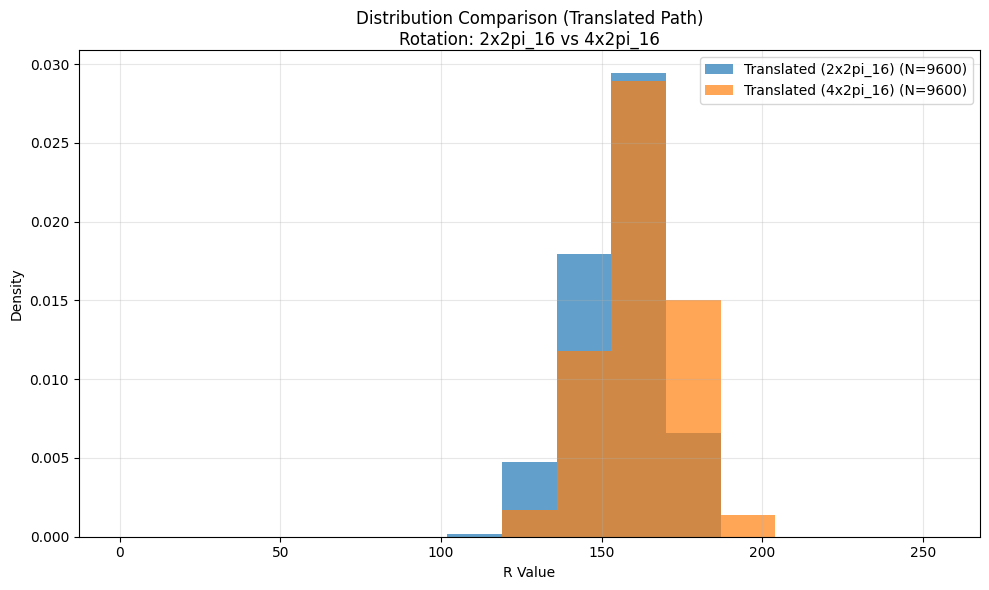 Distribution Comparison (Translated Path)
Rotation: 2x2pi_16 vs 4x2pi_16
Translated (2x2pi_16) (N=9600)
Translated (4x2pi_16) (N=9600)
Density
0.030
0.025
0.020
0.015
0.010
0.005
0.000
0 50 100 150 200 250
R Value